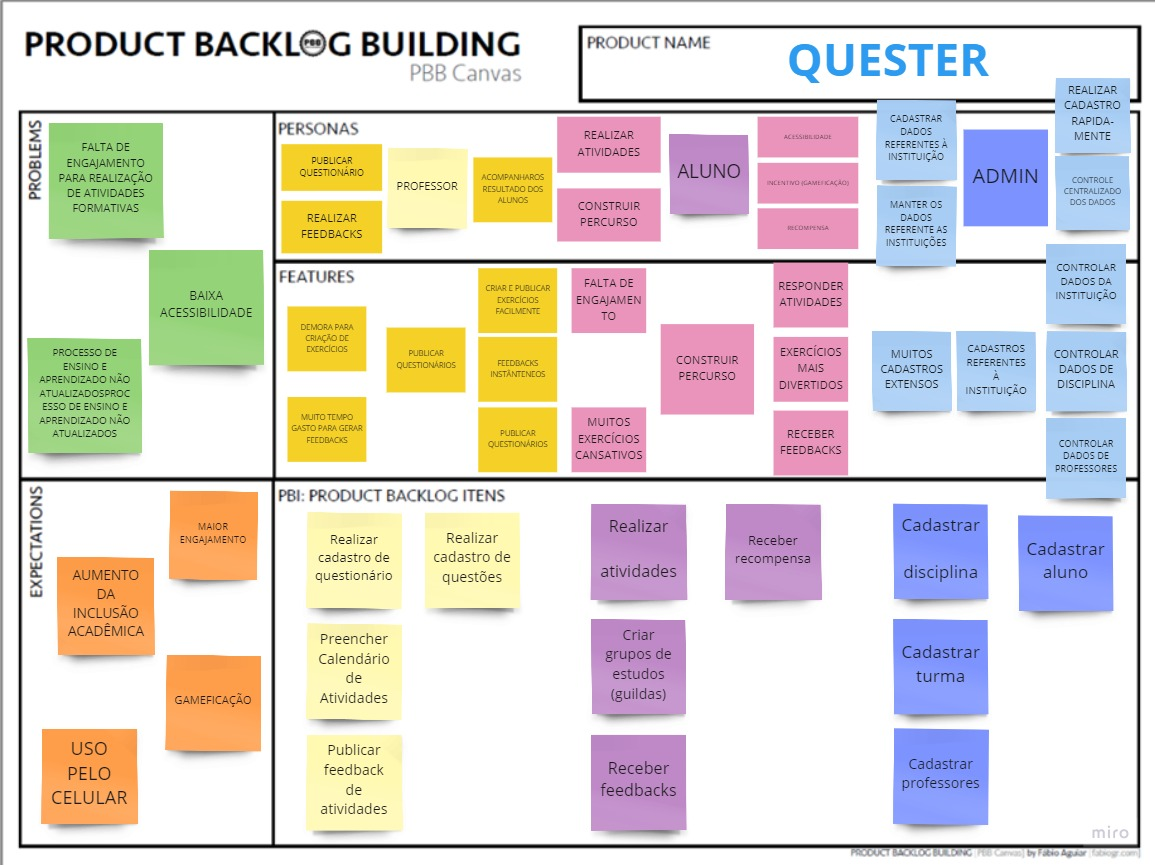 PRODUCT BACKLOG BUILDING
PBB
PBB Canvas
PRODUCT NAME
QUESTER
PROBLEMS
FALTA DE
ENGAJAMENTO
PARA REALIZAÇÃO
DE ATIVIDADES
FORMATIVAS
BAIXA
ACESSIBILIDADE
PROCESSO DE
ENSINO E
APRENDIZADO NÃO
ATUALIZADOSPROC
ESSO DE ENSINO E
APRENDIZADO NÃO
ATUALIZADOS
PERSONAS
PUBLICAR
QUESTIONÁRIO
REALIZAR
FEEDBACKS
PROFESSOR
ACOMPANHAROS
RESULTADO DOS
ALUNOS
REALIZAR
ATIVIDADES
CONSTRUIR
PERCURSO
ALUNO
ACESSIBILIDADE
INCENTIVO (GAMEFICAÇÃO)
RECOMPENSA
CADASTRAR
DADOS
REFERENTES À
INSTITUIÇÃO
MANTER OS
DADOS
REFERENTE AS
INSTITUIÇÕES
ADMIN
REALIZAR
CADASTRO
RAPIDA-
MENTE
CONTROLE
CENTRALIZADO
DOS DADOS
FEATURES
DEMORA PARA
CRIAÇÃO DE
EXERCÍCIOS
MUITO TEMPO
GASTO PARA GERAR
FEEDBACKS
PUBLICAR
QUESTIONÁRIOS
CRIAR E PUBLICAR
EXERCÍCIOS
FACILMENTE
FEEDBACKS
INSTÂNTENEOS
PUBLICAR
QUESTIONÁRIOS
FALTA DE
ENGAJAMEN
TO
MUITOS
EXERCÍCIOS
CANSATIVOS
CONSTRUIR
PERCURSO
RESPONDER
ATIVIDADES
EXERCÍCIOS
MAIS
DIVERTIDOS
RECEBER
FEEDBACKS
MUITOS
CADASTROS
EXTENSOS
CADASTROS
REFERENTES
À
INSTITUIÇÃO
CONTROLAR
DADOS DA
INSTITUIÇÃO
CONTROLAR
DADOS DE
DISCIPLINA
CONTROLAR
DADOS DE
PROFESSORES
EXPECTATIONS
MAIOR
ENGAJAMENTO
AUMENTO
DA
INCLUSÃO
ACADÊMICA
GAMEFICAÇÃO
USO
PELO
CELULAR
PBI: PRODUCT BACKLOG ITENS
Realizar
cadastro de
questionário
Realizar
cadastro de
questões
Preencher
Calendário
de
Atividades
Publicar
feedback
de
atividades
Realizar
atividades
Receber
recompensa
Criar
grupos de
estudos
(guildas)
Receber
feedbacks
Cadastrar
disciplina
Cadastrar
aluno
Cadastrar
turma
Cadastrar
professores
miro
PRODUCT BACKLOG BUILDING [PBB Canvas] by Fábio Aguiar [fabiogr.com]